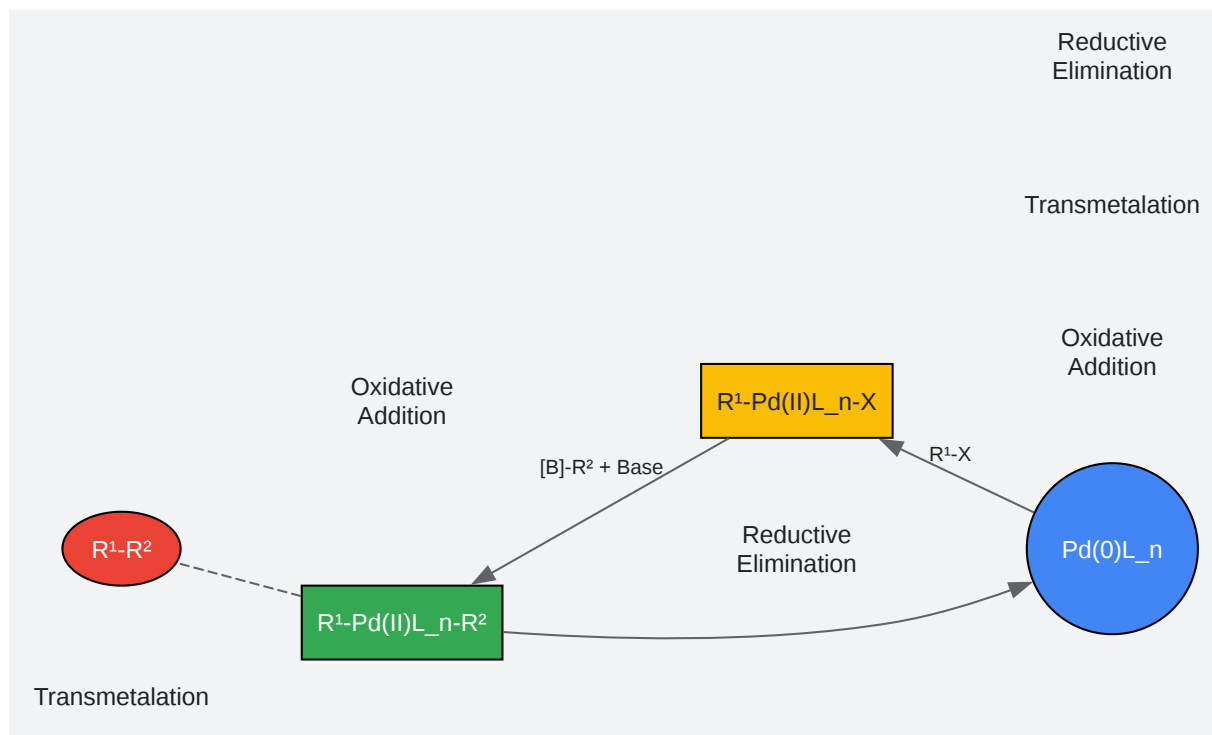 Reductive
Elimination
Transmetalation
Oxidative
Addition
Oxidative
Addition
R¹-Pd(II)L_n-X
[B]-R² + Base
R¹-X
Reductive
Elimination
R¹-R²
Pd(0)L_n
R¹-Pd(II)L_n-R²
Transmetalation